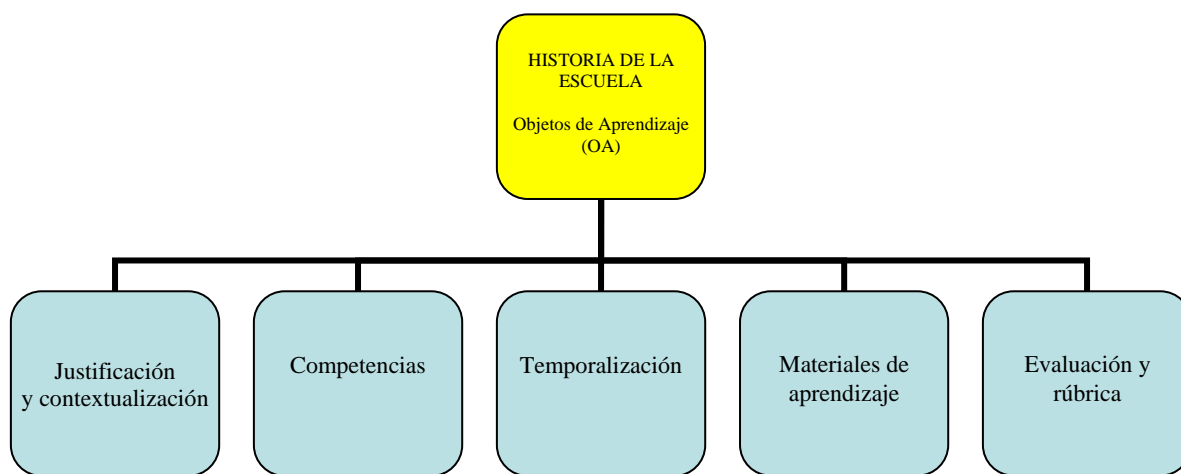 HISTORIA DE LA
ESCUELA
Objetos de Aprendizaje
(OA)
Justificación
y contextualización
Competencias
Temporalización
Materiales de
aprendizaje
Evaluación y
rúbrica